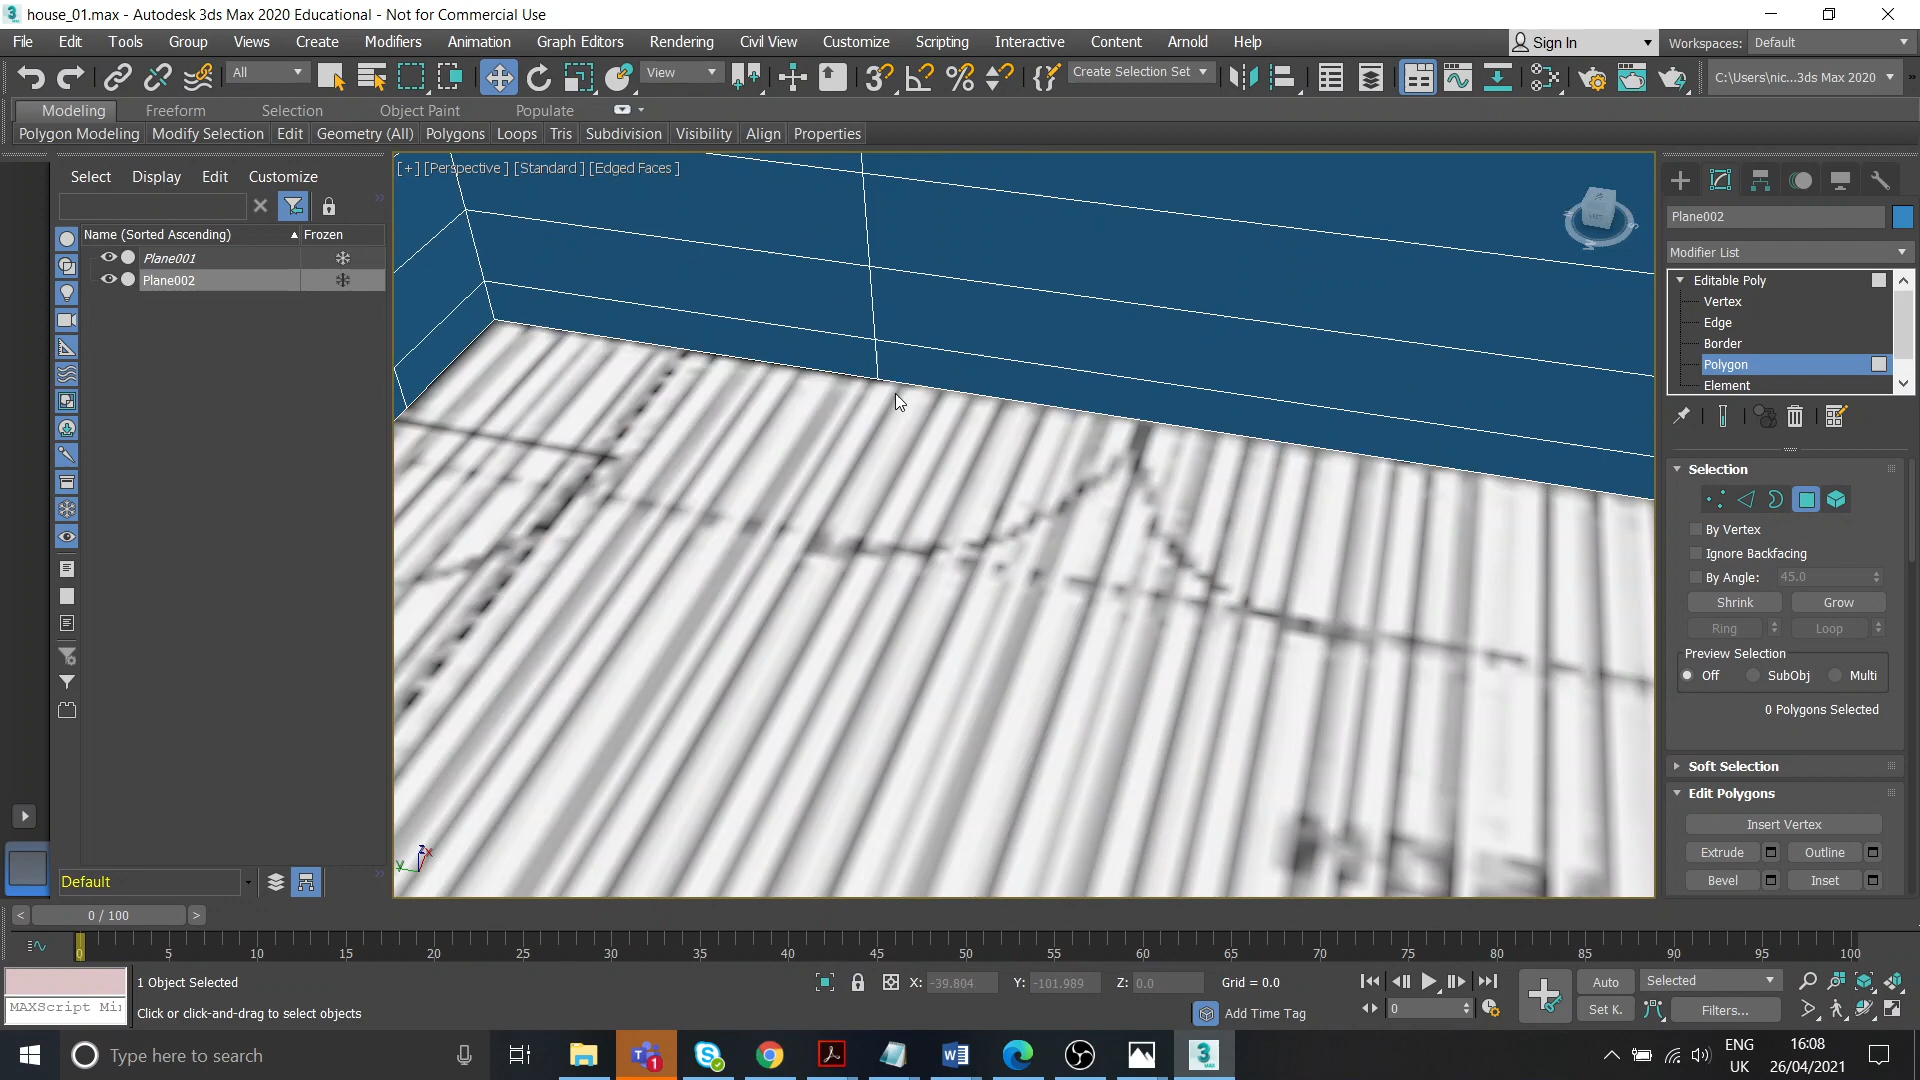 house_01.max - Autodesk 3ds Max 2020 Educational - Not for Commercial Use
File Edit Tools Group Views Create Modifiers Animation Graph Editors Rendering Civil View Customize Scripting Interactive Content Arnold Help
Sign In
Workspaces: Default
All
View
Create Selection Set
C:\Users\nic...3ds Max 2020
Modeling Freeform Selection Object Paint Populate
Polygon Modeling Modify Selection Edit Geometry (All) Polygons Loops Tris Subdivision Visibility Align Properties
Select Display Edit Customize
Name (Sorted Ascending) Frozen
Plane001
Plane002
Default
[+] [Perspective ] [Standard ] [Edged Faces ]
Plane002
Modifier List
Editable Poly
Vertex
Edge
Border
Polygon
Element
Selection
By Vertex
Ignore Backfacing
By Angle: 45.0
Shrink Grow
Ring Loop
Preview Selection
Off SubObj Multi
0 Polygons Selected
Soft Selection
Edit Polygons
Insert Vertex
Extrude Outline
Bevel Inset
z x
y
< 0 / 100 >
0 5 10 15 20 25 30 35 40 45 50 55 60 65 70 75 80 85 90 95 100
1 Object Selected
X: -39.804 Y: -101.989 Z: 0.0 Grid = 0.0
Auto Selected
MAXScript Mi
Click or click-and-drag to select objects
Add Time Tag
0
Set K. Filters...
Type here to search
1
3
MAX
ENG
UK
16:08
26/04/2021